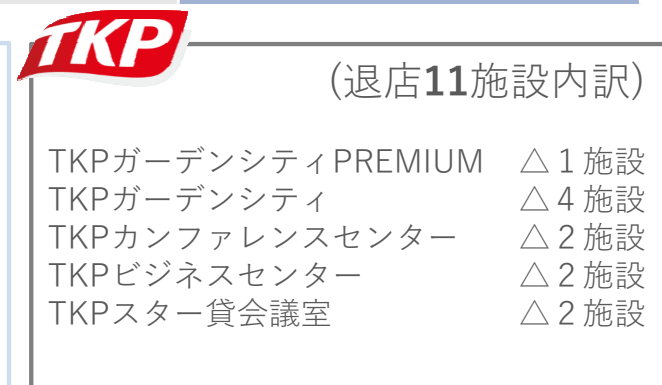 TKP
(退店11施設内訳)
TKPガーデンシティPREMIUM △1施設
TKPガーデンシティ △4施設
TKPカンファレンスセンター △2施設
TKPビジネスセンター △2施設
TKPスター貸会議室 △2施設